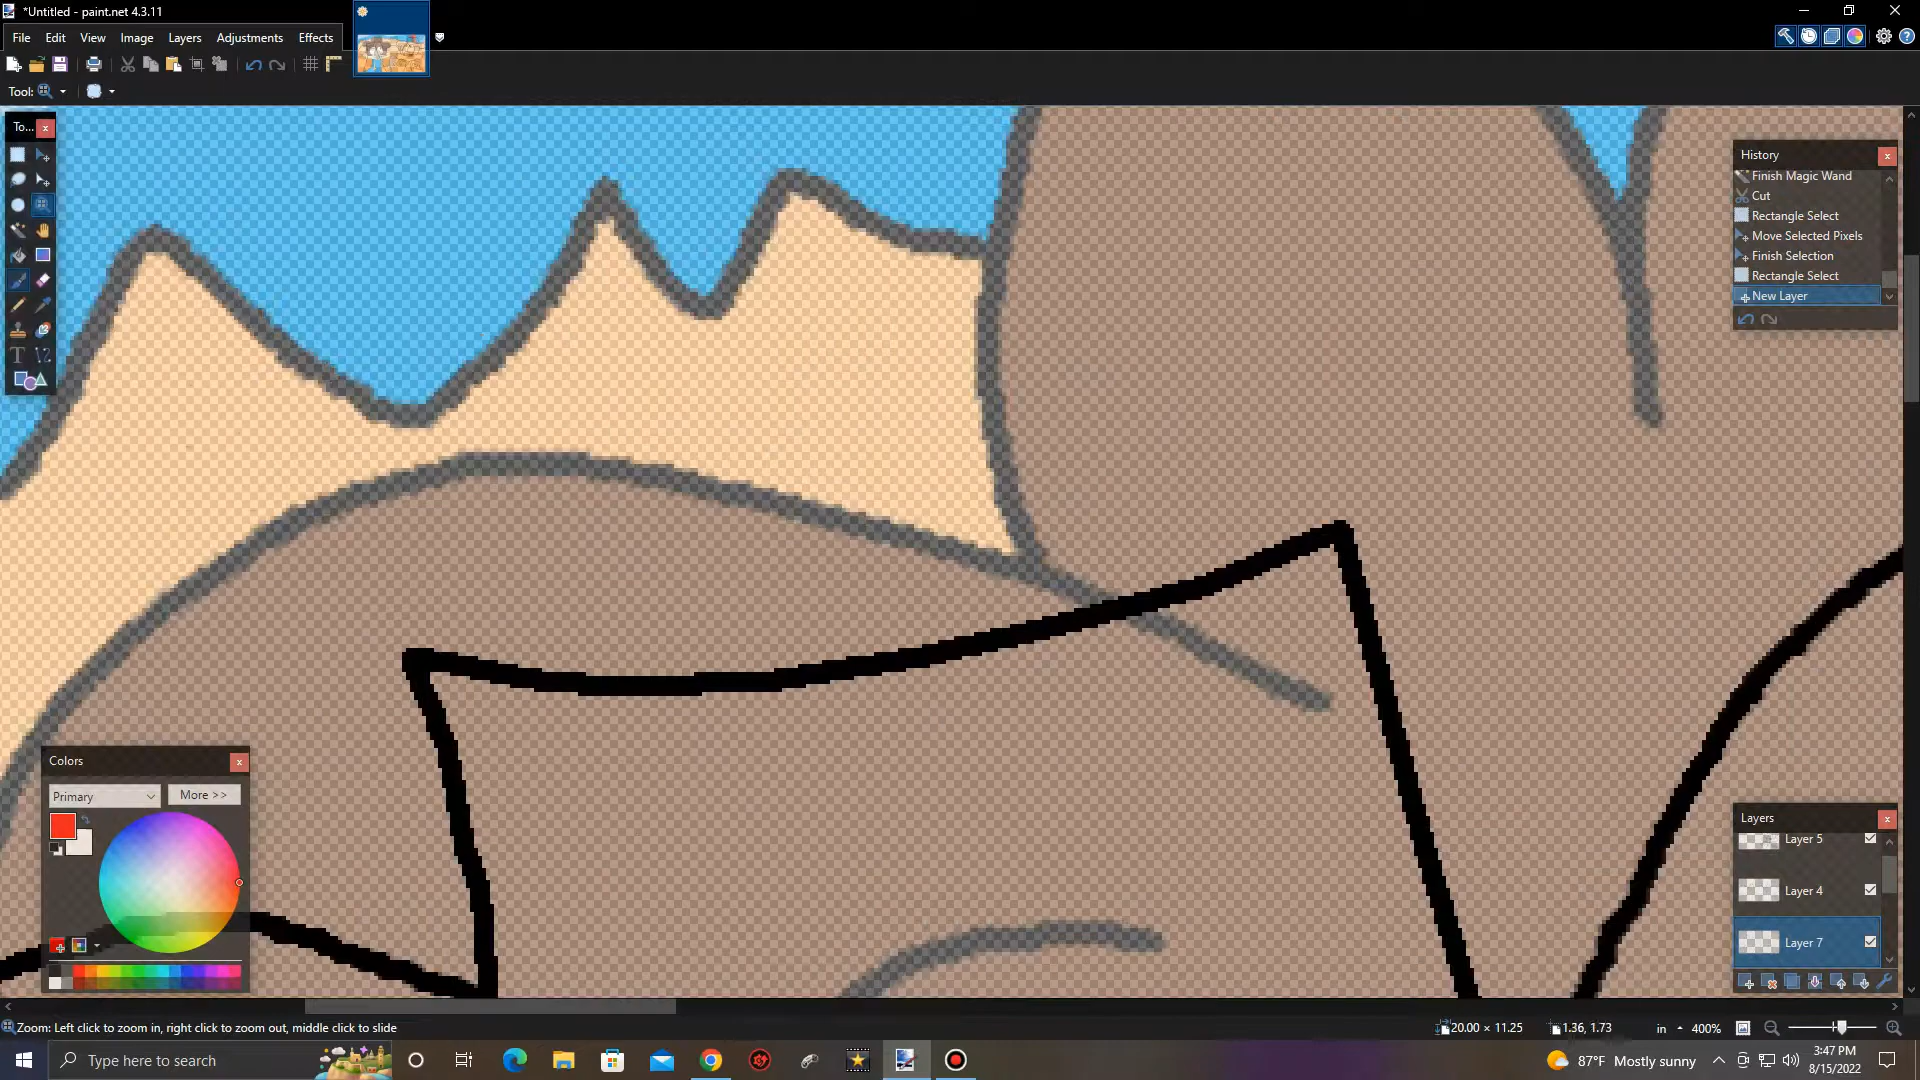 *Untitled - paint.net 4.3.11
File Edit View Image Layers Adjustments Effects
Tool:
To...
History
Finish Magic Wand
Cut
Rectangle Select
Move Selected Pixels
Finish Selection
Rectangle Select
New Layer
Colors
Primary
More >>
Layers
Layer 5
Layer 4
Layer 7
Zoom: Left click to zoom in, right click to zoom out, middle click to slide
20.00 × 11.25
1.36, 1.73
in
400%
Type here to search
87°F Mostly sunny
3:47 PM
8/15/2022